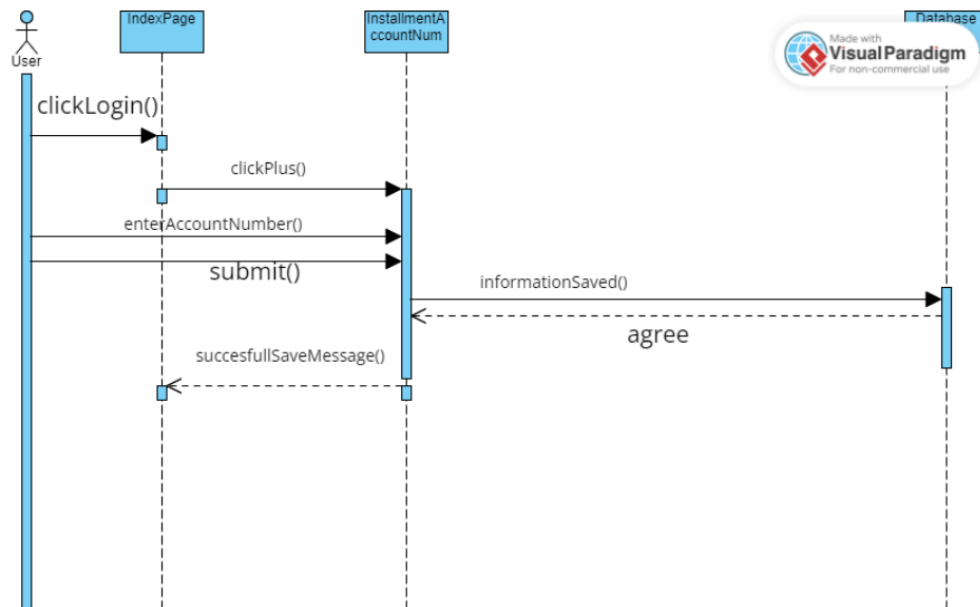 IndexPage
InstallmentA
ccountNum
Database
Made with
Visual Paradigm
For non-commercial use
User
clickLogin()
clickPlus()
enterAccountNumber()
submit()
informationSaved()
agree
succesfullSaveMessage()